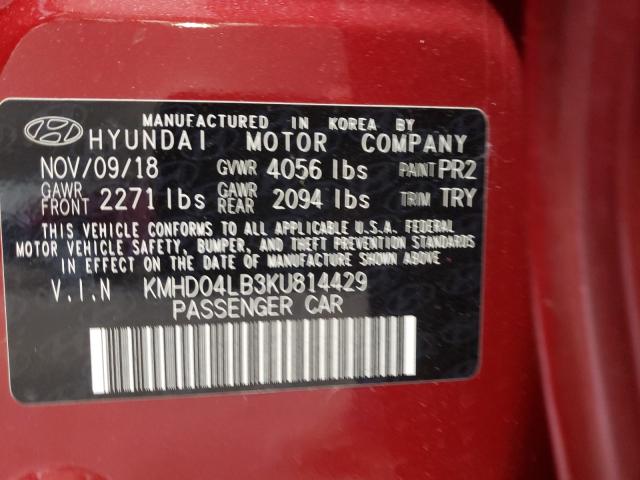 MANUFACTURED IN KOREA BY
HYUNDAI MOTOR COMPANY
NOV/09/18 GVWR 4056 lbs PAINT PR2
GAWR FRONT 2271 lbs GAWR REAR 2094 lbs TRIM TRY
THIS VEHICLE CONFORMS TO ALL APPLICABLE U.S.A. FEDERAL
MOTOR VEHICLE SAFETY, BUMPER, AND THEFT PREVENTION STANDARDS
IN EFFECT ON THE DATE OF MANUFACTURE SHOWN ABOVE
V.I.N KMHD04LB3KU814429
PASSENGER CAR